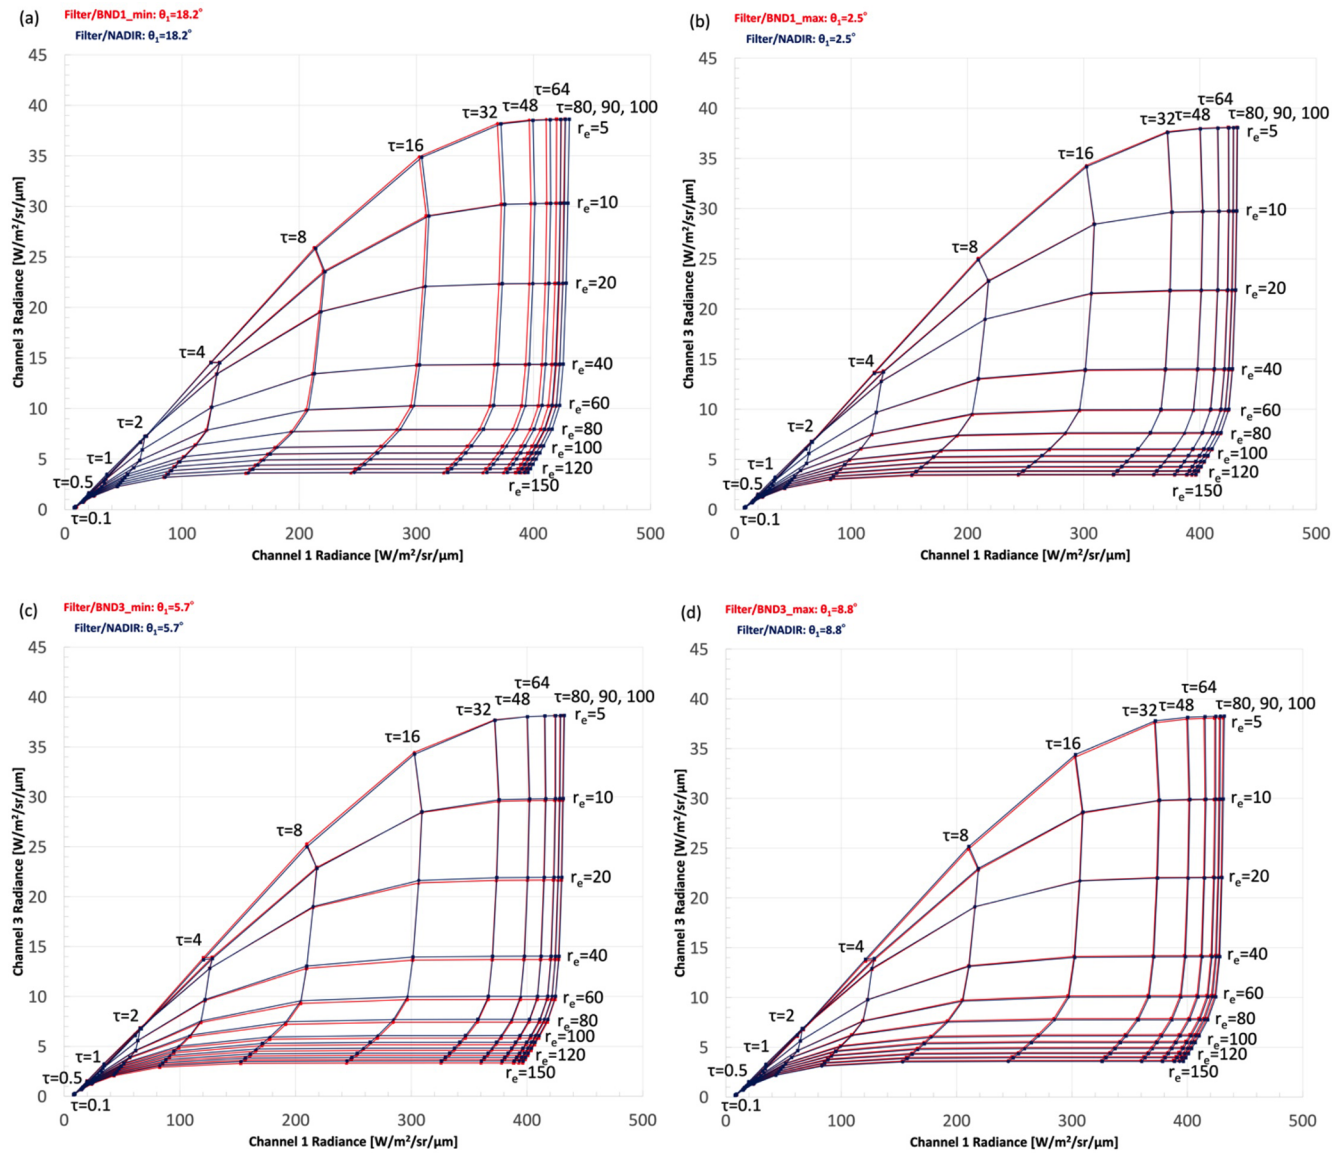 (a)
Filter/BND1_min: θ₁=18.2°
Filter/NADIR: θ₁=18.2°
45
40
35
30
25
20
15
10
5
0
Channel 3 Radiance [W/m²/sr/μm]
τ=64
τ=32
τ=48
τ=80, 90, 100
rₑ=5
τ=16
rₑ=10
τ=8
rₑ=20
τ=4
rₑ=40
rₑ=60
τ=2
rₑ=80
rₑ=100
τ=1
rₑ=120
τ=0.5
rₑ=150
τ=0.1
0 100 200 300 400 500
Channel 1 Radiance [W/m²/sr/μm]
(b)
Filter/BND1_max: θ₁=2.5°
Filter/NADIR: θ₁=2.5°
45
40
35
30
25
20
15
10
5
0
Channel 3 Radiance [W/m²/sr/μm]
τ=64
τ=32
τ=48
τ=80, 90, 100
rₑ=5
τ=16
rₑ=10
τ=8
rₑ=20
τ=4
rₑ=40
rₑ=60
τ=2
rₑ=80
rₑ=100
τ=1
rₑ=120
τ=0.5
rₑ=150
τ=0.1
0 100 200 300 400 500
Channel 1 Radiance [W/m²/sr/μm]
(c)
Filter/BND3_min: θ₁=5.7°
Filter/NADIR: θ₁=5.7°
45
40
35
30
25
20
15
10
5
0
Channel 3 Radiance [W/m²/sr/μm]
τ=64
τ=32
τ=48
τ=80, 90, 100
rₑ=5
τ=16
rₑ=10
τ=8
rₑ=20
τ=4
rₑ=40
rₑ=60
τ=2
rₑ=80
rₑ=100
τ=1
rₑ=120
τ=0.5
rₑ=150
τ=0.1
0 100 200 300 400 500
Channel 1 Radiance [W/m²/sr/μm]
(d)
Filter/BND3_max: θ₁=8.8°
Filter/NADIR: θ₁=8.8°
45
40
35
30
25
20
15
10
5
0
Channel 3 Radiance [W/m²/sr/μm]
τ=64
τ=32
τ=48
τ=80, 90, 100
rₑ=5
τ=16
rₑ=10
τ=8
rₑ=20
τ=4
rₑ=40
rₑ=60
τ=2
rₑ=80
rₑ=100
τ=1
rₑ=120
τ=0.5
rₑ=150
τ=0.1
0 100 200 300 400 500
Channel 1 Radiance [W/m²/sr/μm]